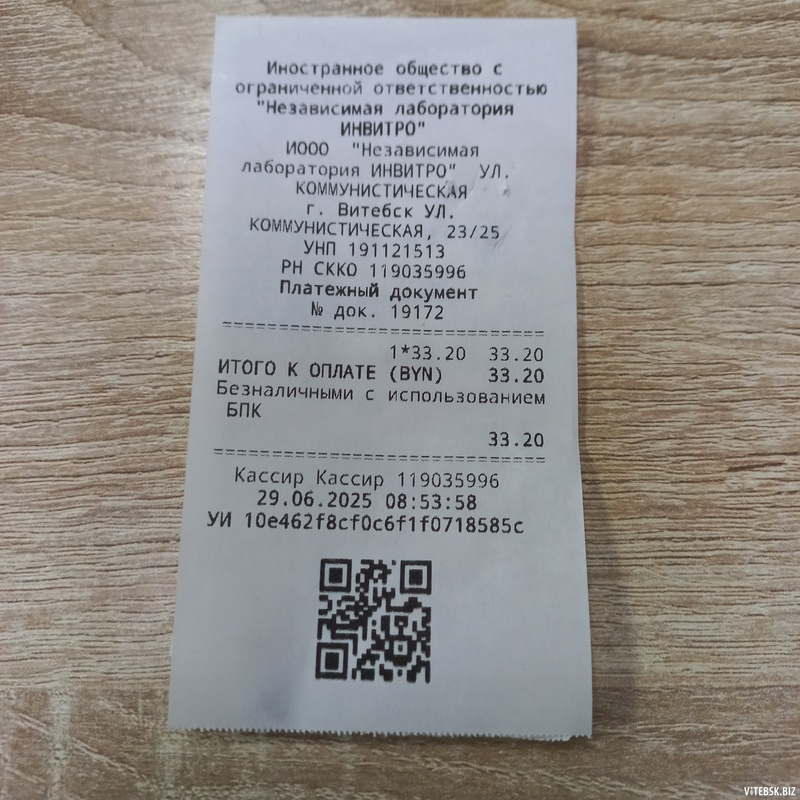 Иностранное общество с
ограниченной ответственностью
"Независимая лаборатория
ИНВИТРО"
ИООО "Независимая
лаборатория ИНВИТРО" УЛ.
КОММУНИСТИЧЕСКАЯ
г. Витебск УЛ.
КОММУНИСТИЧЕСКАЯ, 23/25
УНП 191121513
РН СККО 119035996
Платежный документ
№ док. 19172
1*33.20 33.20
ИТОГО К ОПЛАТЕ (BYN) 33.20
Безналичными с использованием
БПК
33.20
Кассир Кассир 119035996
29.06.2025 08:53:58
УИ 10e462f8cf0c6f1f0718585c
VITEBSK.BIZ